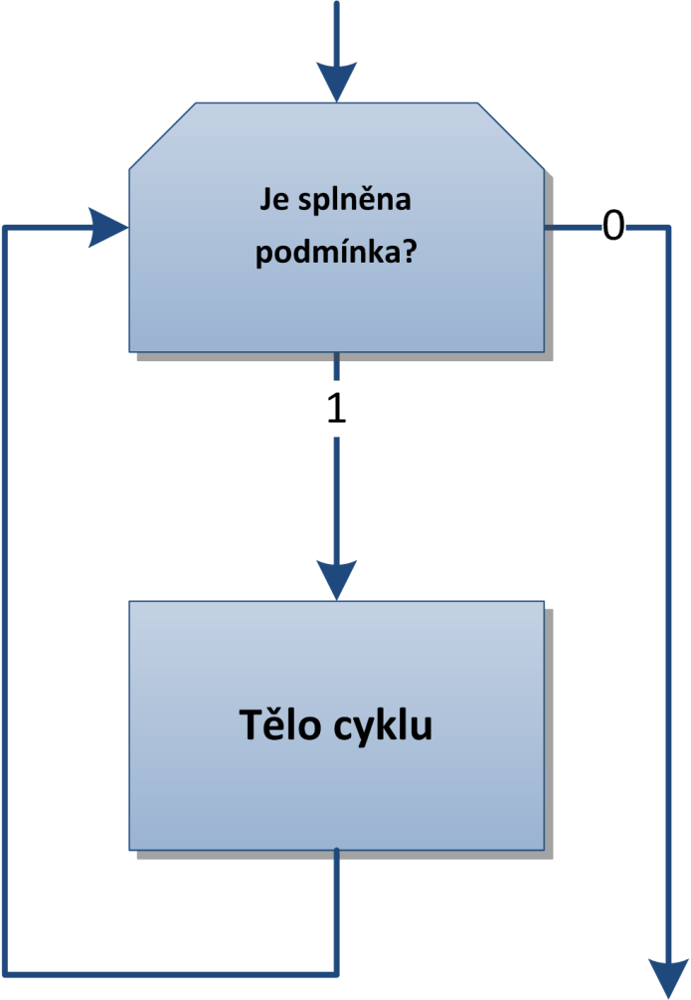 Je splněna
podmínka?
0
1
Tělo cyklu